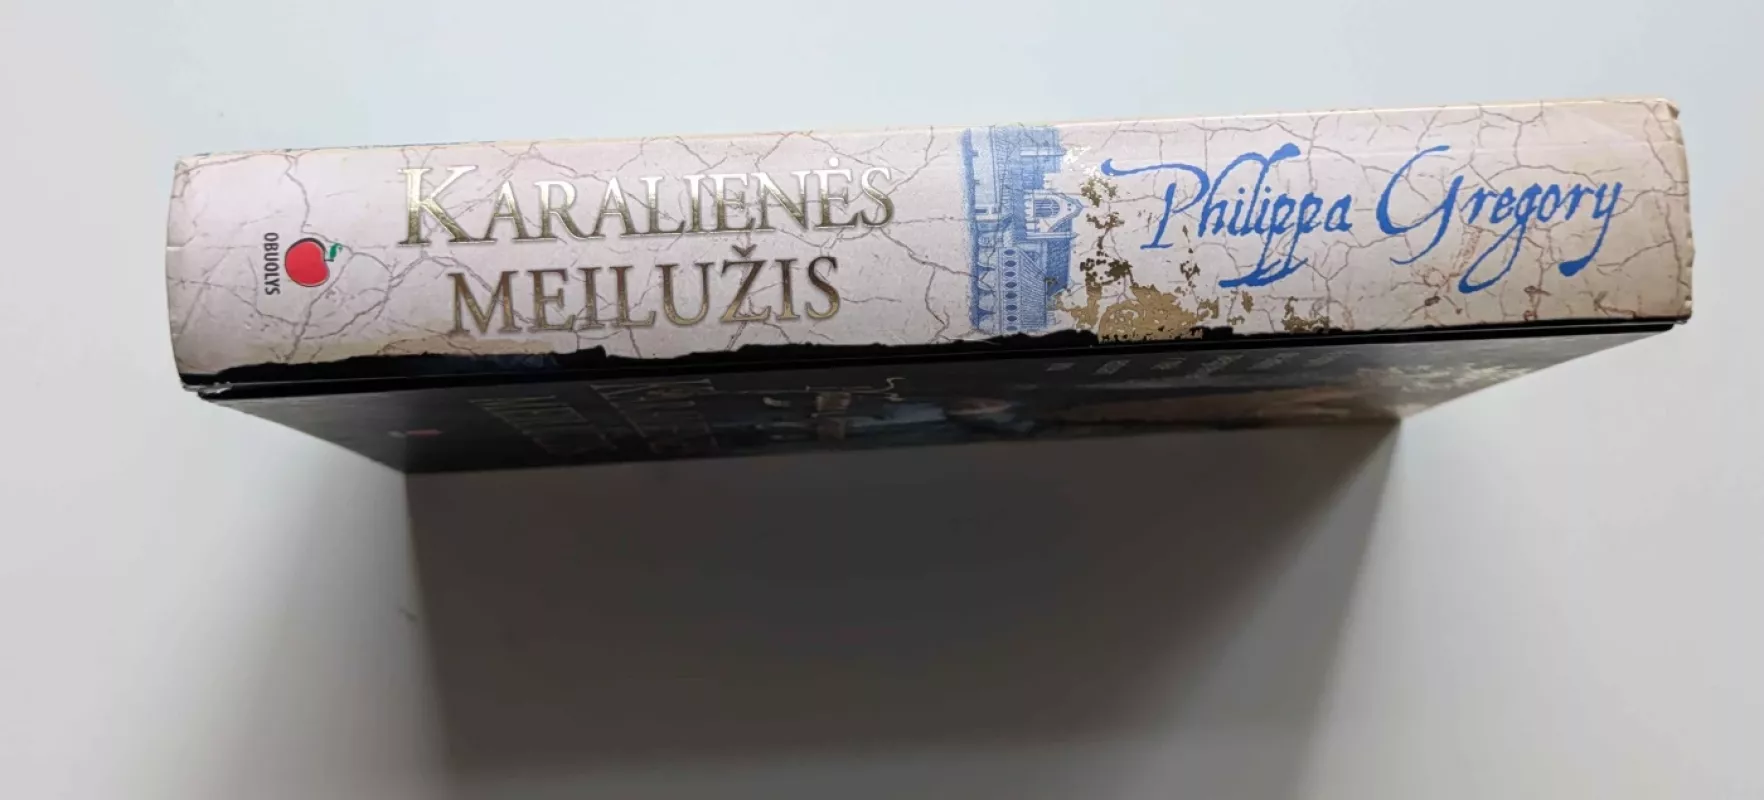 Philippa Gregory
KARALIENĖS
MEILUŽIS
OBUOLYS